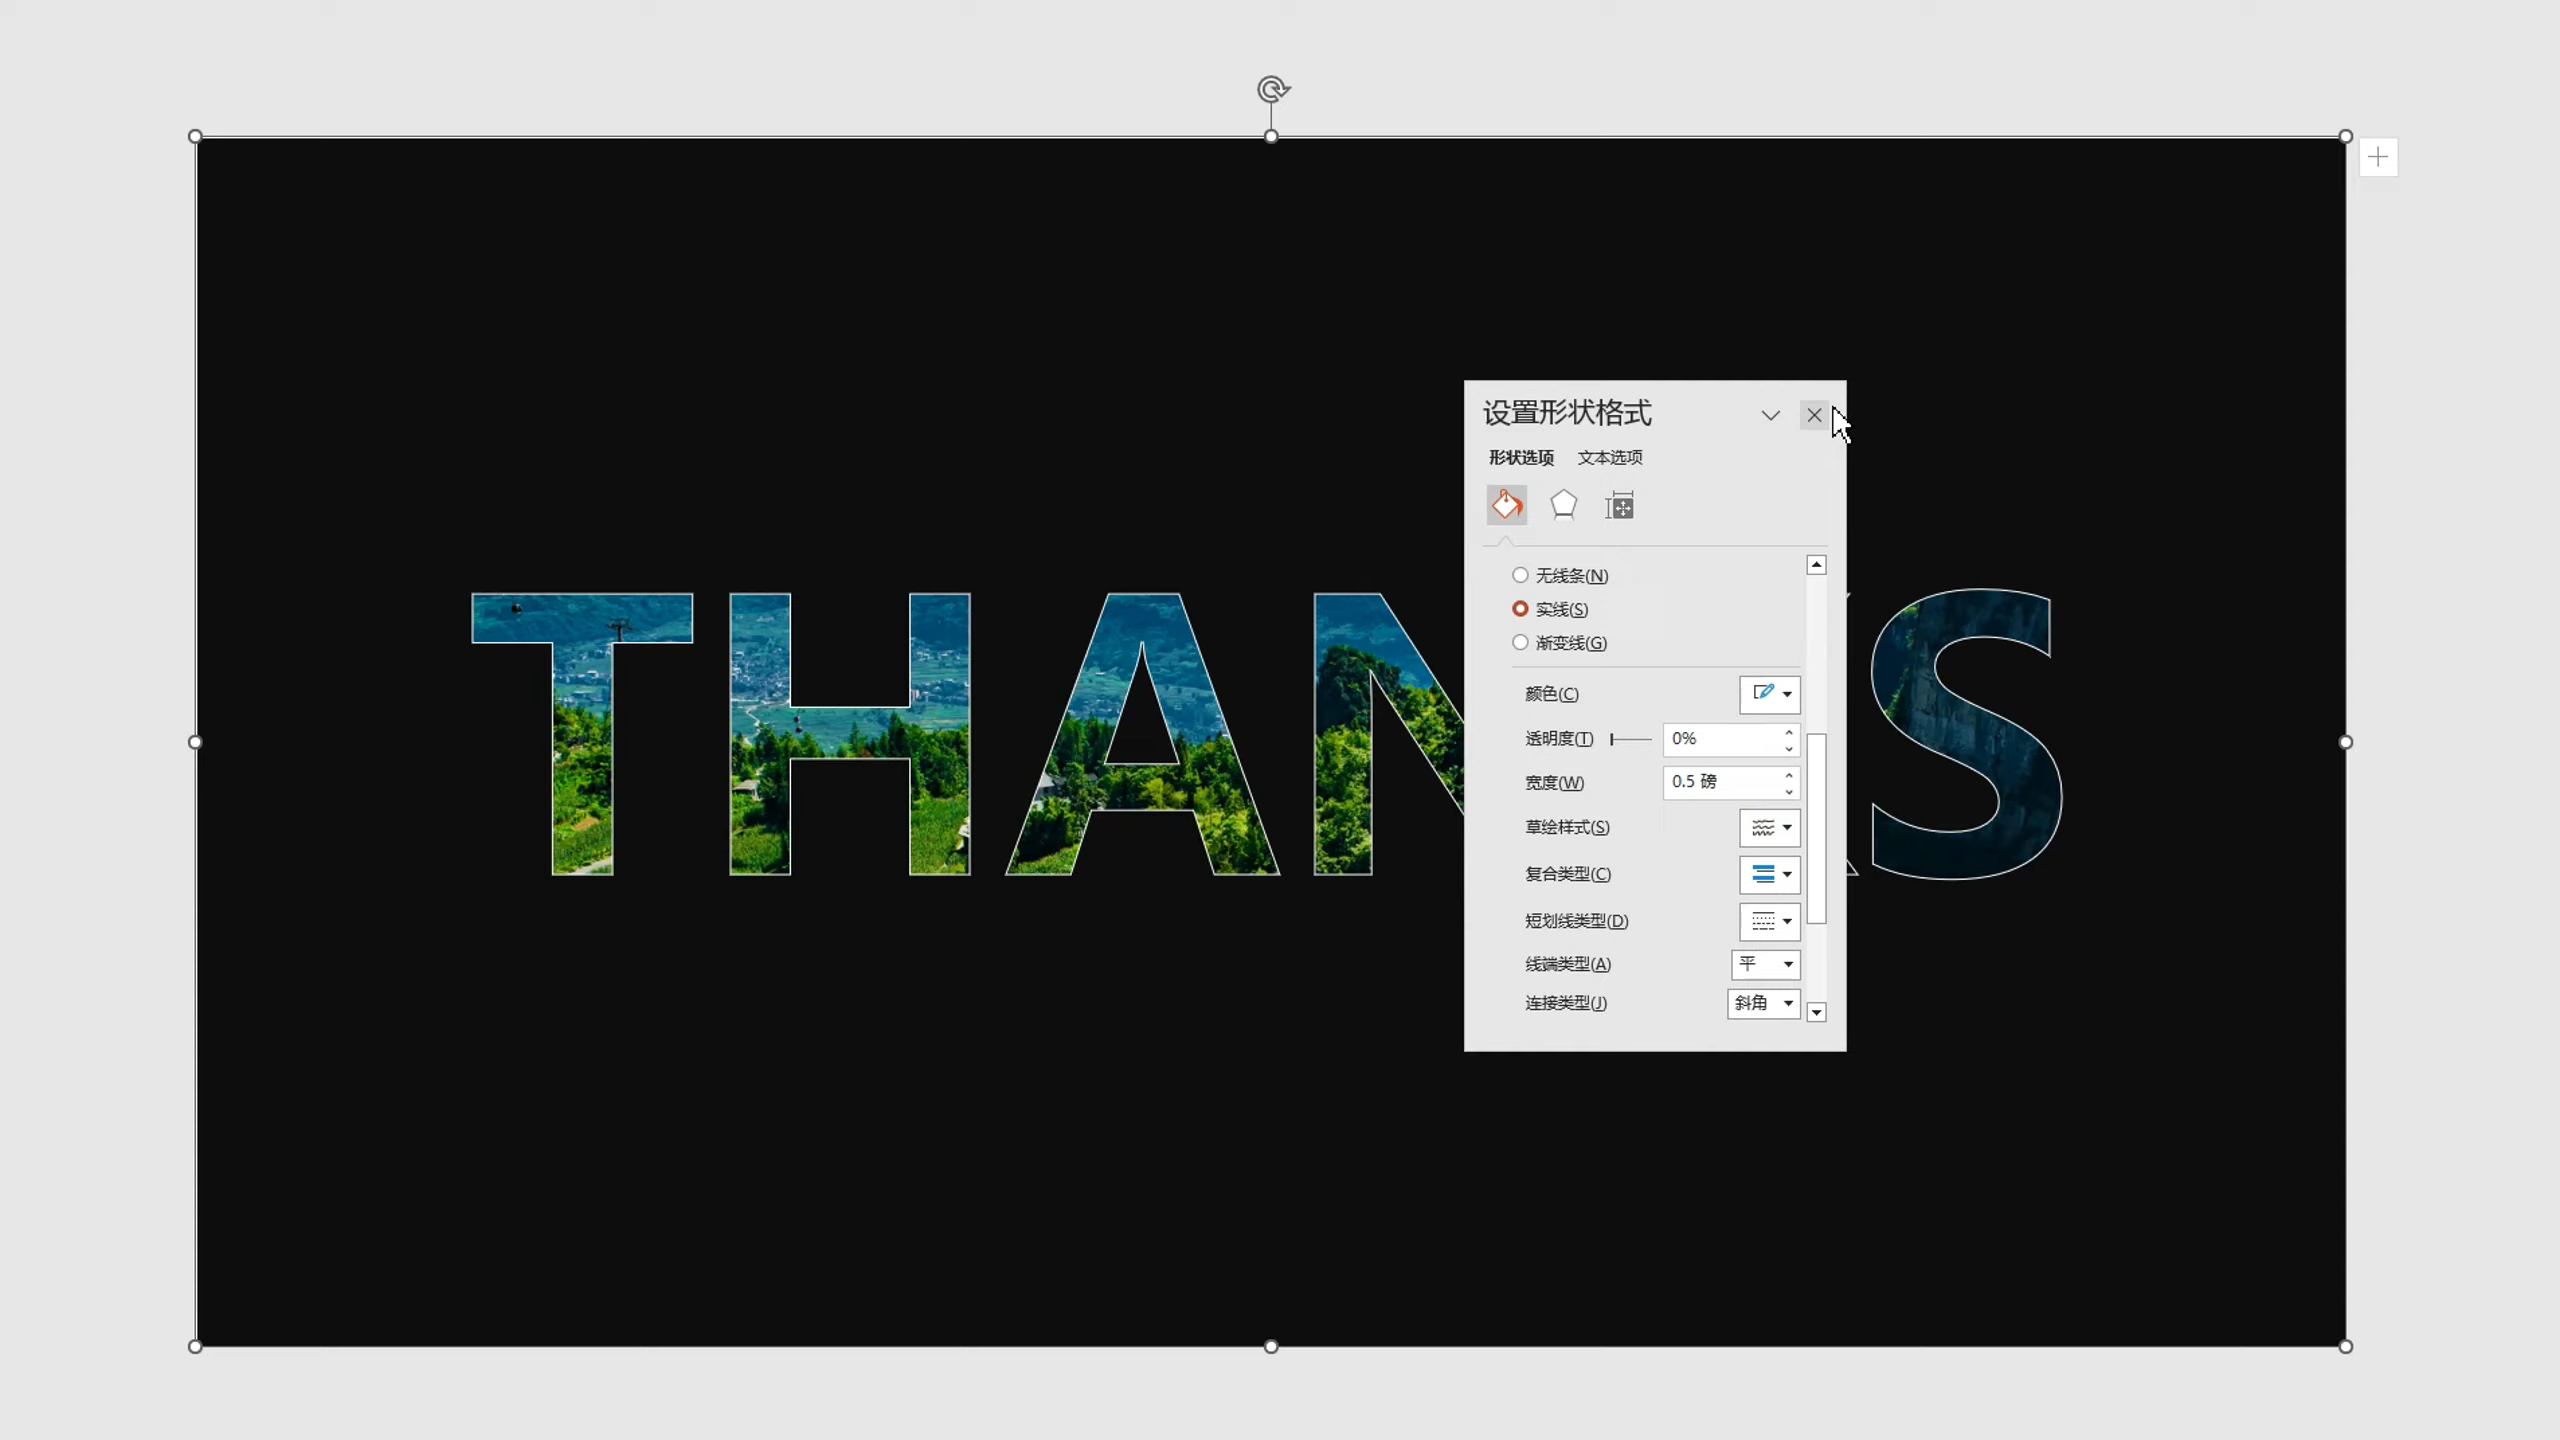 设置形状格式
形状选项 文本选项
无线条(N)
实线(S)
渐变线(G)
颜色(C)
透明度(T) 0%
宽度(W) 0.5 磅
草绘样式(S)
复合类型(C)
短划线类型(D)
线端类型(A) 平
连接类型(J) 斜角
THANKS